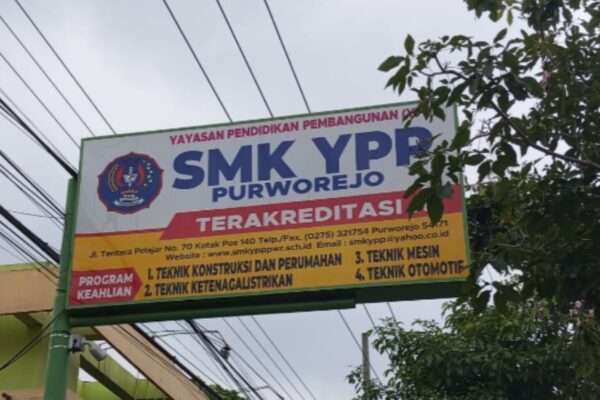 YAYASAN PENDIDIKAN PEMBANGUNAN
SMK YPP
PURWOREJO
TERAKREDITASI
Jl. Tentara Pelajar No. 70 Kotak Pos 140 Telp./Fax. (0275) 321754 Purworejo 54171
Website : www.smkyppwr.sch.id Email : smkypp@yahoo.co.id
PROGRAM KEAHLIAN
1. TEKNIK KONSTRUKSI DAN PERUMAHAN
2. TEKNIK KETENAGALISTRIKAN
3. TEKNIK MESIN
4. TEKNIK OTOMOTIF